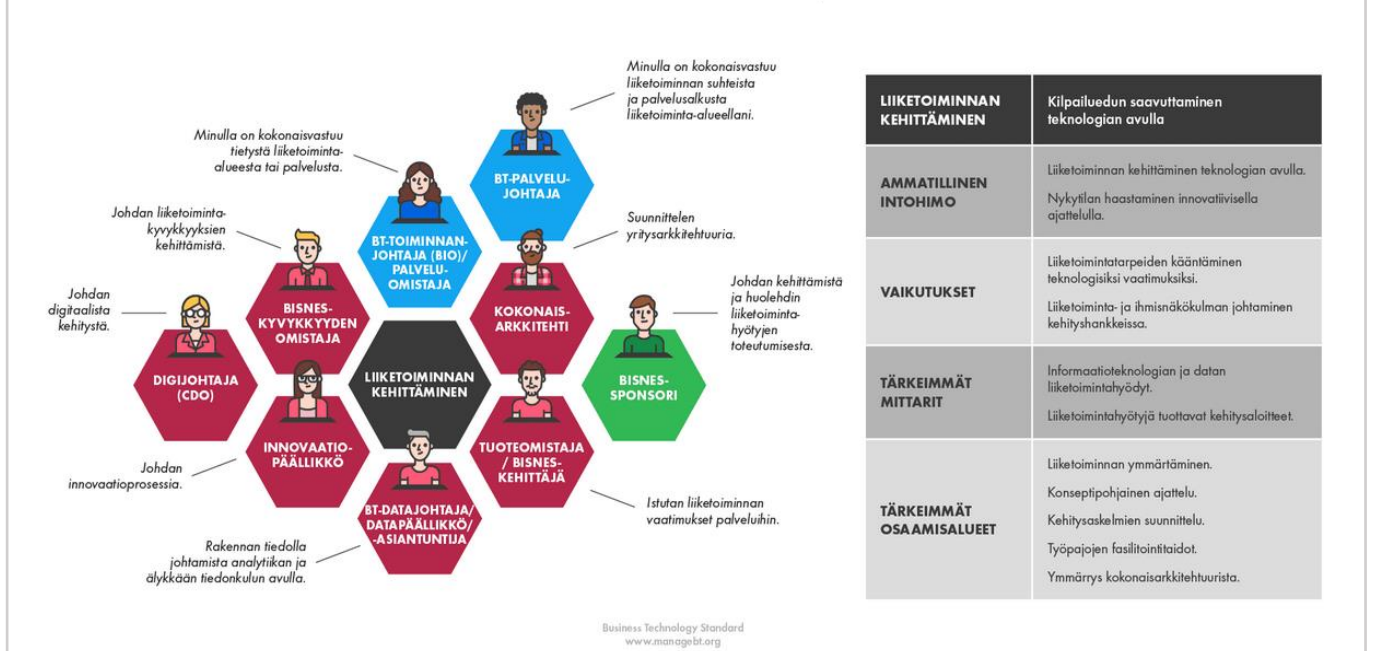 Minulla on kokonaisvastuu
liiketoiminnan suhteista
ja palvelusalkusta
liiketoiminta-alueellani.
BT-PALVELU-
JOHTAJA
Minulla on kokonaisvastuu
tietystä liiketoiminta-
alueesta tai palvelusta.
BT-TOIMINNAN-
JOHTAJA (BIO)/
PALVELU-
OMISTAJA
Johdan liiketoiminta-
kyvykkyyksien
kehittämistä.
BISNES-
KYVYKKYYDEN
OMISTAJA
Suunnittelen
yritysarkkitehtuuria.
KOKONAIS-
ARKKITEHTI
Johdan
digitaalista
kehitystä.
DIGIJOHTAJA
(CDO)
LIIKETOIMINNAN
KEHITTÄMINEN
Johdan kehittämistä
ja huolehdin
liiketoiminta-
hyötyjen
toteutumisesta.
BISNES-
SPONSORI
INNOVAATIO-
PÄÄLLIKKÖ
Johdan
innovaatioprosessia.
TUOTEOMISTAJA
/ BISNES-
KEHITTÄJÄ
Istutan liiketoiminnan
vaatimukset palveluihin.
BT-DATAJOHTAJA/
DATAPÄÄLLIKKÖ/
-ASIANTUNTIJA
Rakennan tiedolla
johtamista analytiikan ja
älykkään tiedonkulun avulla.
LIIKETOIMINNAN
KEHITTÄMINEN
Kilpailuedun saavuttaminen
teknologian avulla
AMMATILLINEN
INTOHIMO
Liiketoiminnan kehittäminen teknologian avulla.
Nykytilan haastaminen innovatiivisella
ajattelulla.
VAIKUTUKSET
Liiketoimintatarpeiden kääntäminen
teknologisiksi vaatimuksiksi.
Liiketoiminta- ja ihmisnäkökulman johtaminen
kehityshankkeissa.
TÄRKEIMMÄT
MITTARIT
Informaatioteknologian ja datan
liiketoimintahyödyt.
Liiketoimintahyötyjä tuottavat kehitysaloitteet.
TÄRKEIMMÄT
OSAAMISALUEET
Liiketoiminnan ymmärtäminen.
Konseptipohjainen ajattelu.
Kehitysaskelmien suunnittelu.
Työpajojen fasilitointitaidot.
Ymmärrys kokonaisarkkitehtuurista.
Business Technology Standard
www.managebt.org